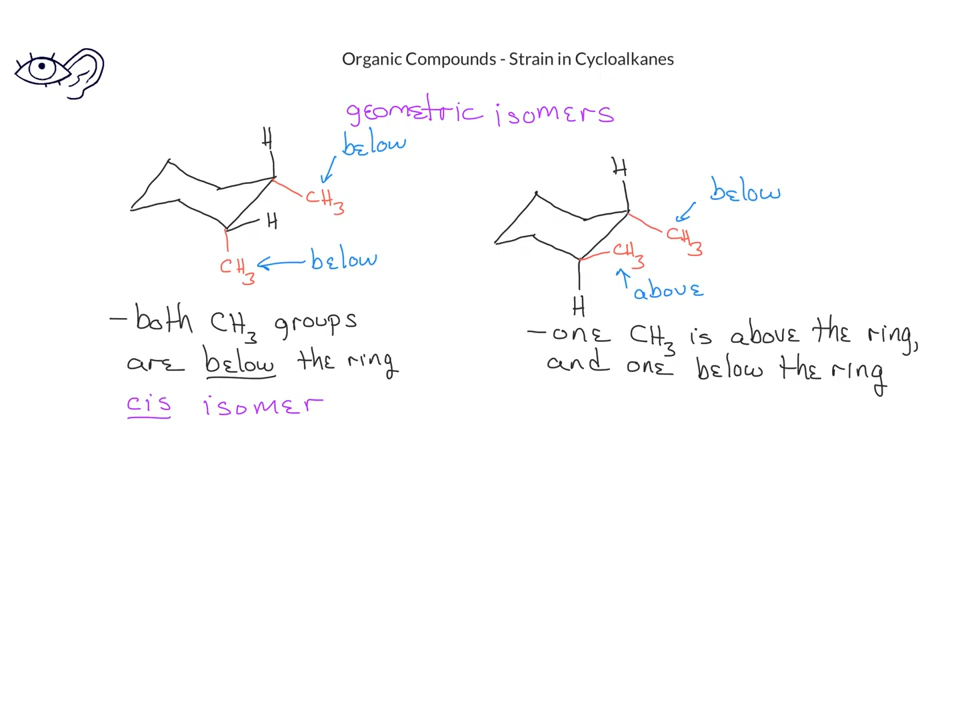 Organic Compounds - Strain in Cycloalkanes
geometric isomers
H
below
CH3
H
CH3
below
H
below
CH3
CH3
above
H
- both CH3 groups
are below the ring
cis isomer
- one CH3 is above the ring,
and one below the ring